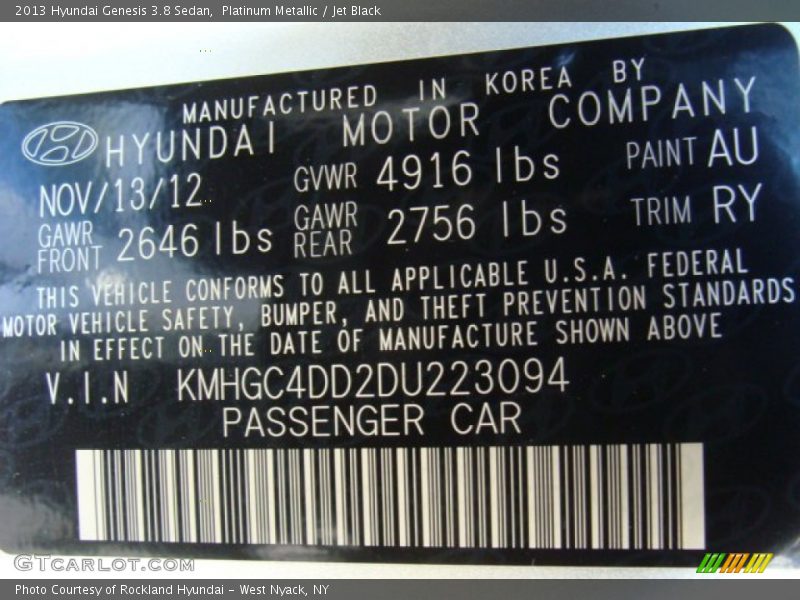 2013 Hyundai Genesis 3.8 Sedan,  Platinum Metallic / Jet Black
MANUFACTURED IN KOREA BY
HYUNDAI MOTOR COMPANY
NOV/13/12 GVWR 4916 lbs PAINT AU
GAWR FRONT 2646 lbs GAWR REAR 2756 lbs TRIM RY
THIS VEHICLE CONFORMS TO ALL APPLICABLE U.S.A. FEDERAL
MOTOR VEHICLE SAFETY, BUMPER, AND THEFT PREVENTION STANDARDS
IN EFFECT ON THE DATE OF MANUFACTURE SHOWN ABOVE
V.I.N KMHGC4DD2DU223094
PASSENGER CAR
GTCARLOT.COM
Photo Courtesy of Rockland Hyundai - West Nyack, NY